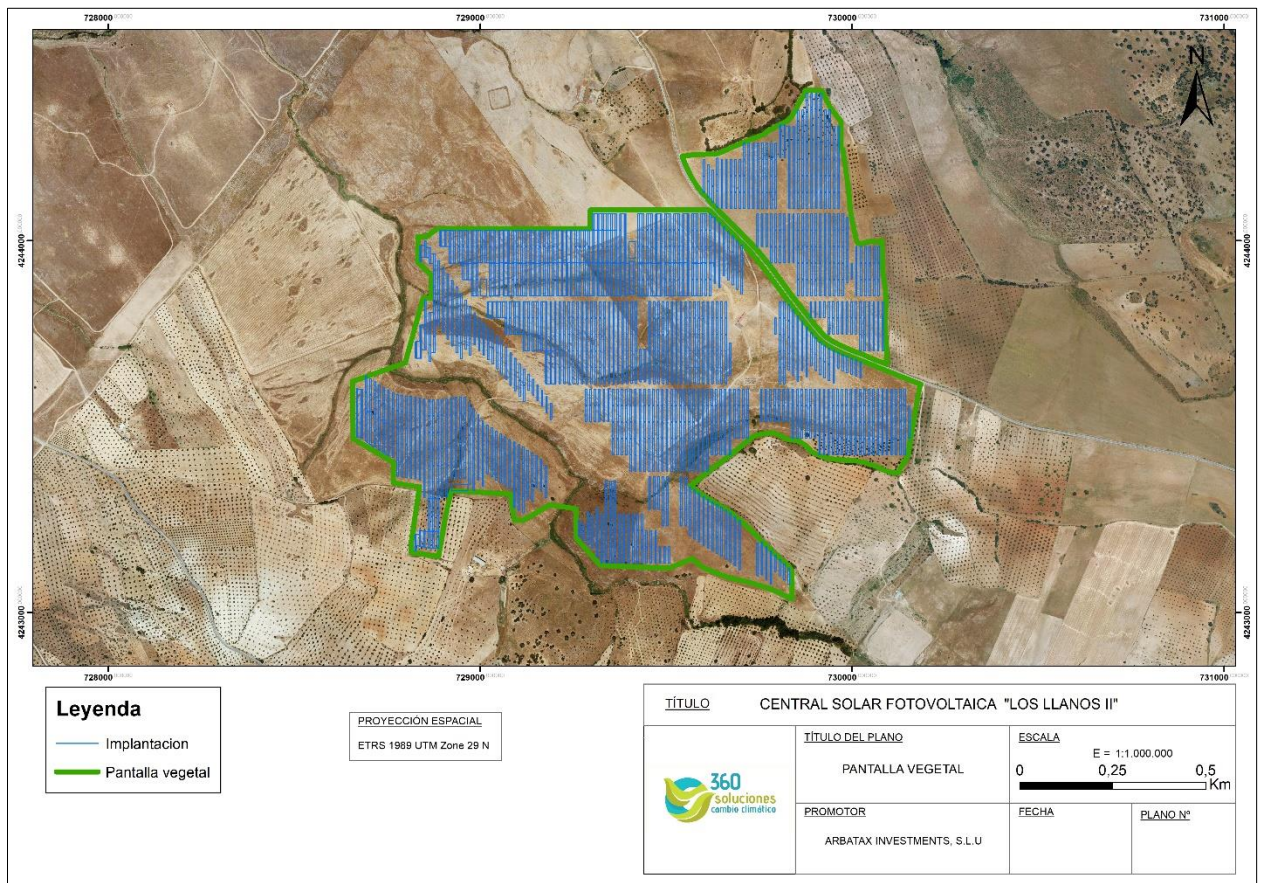 728000 729000 730000 731000
N
4244000 4244000
4243000 4243000
728000 729000 730000 731000
Leyenda
Implantacion
Pantalla vegetal
PROYECCIÓN ESPACIAL
ETRS 1989 UTM Zone 29 N
TÍTULO CENTRAL SOLAR FOTOVOLTAICA "LOS LLANOS II"
360
soluciones
cambio climático
TÍTULO DEL PLANO
PANTALLA VEGETAL
ESCALA
E = 1:1.000.000
0 0,25 0,5
Km
PROMOTOR
ARBATAX INVESTMENTS, S.L.U
FECHA
PLANO Nº